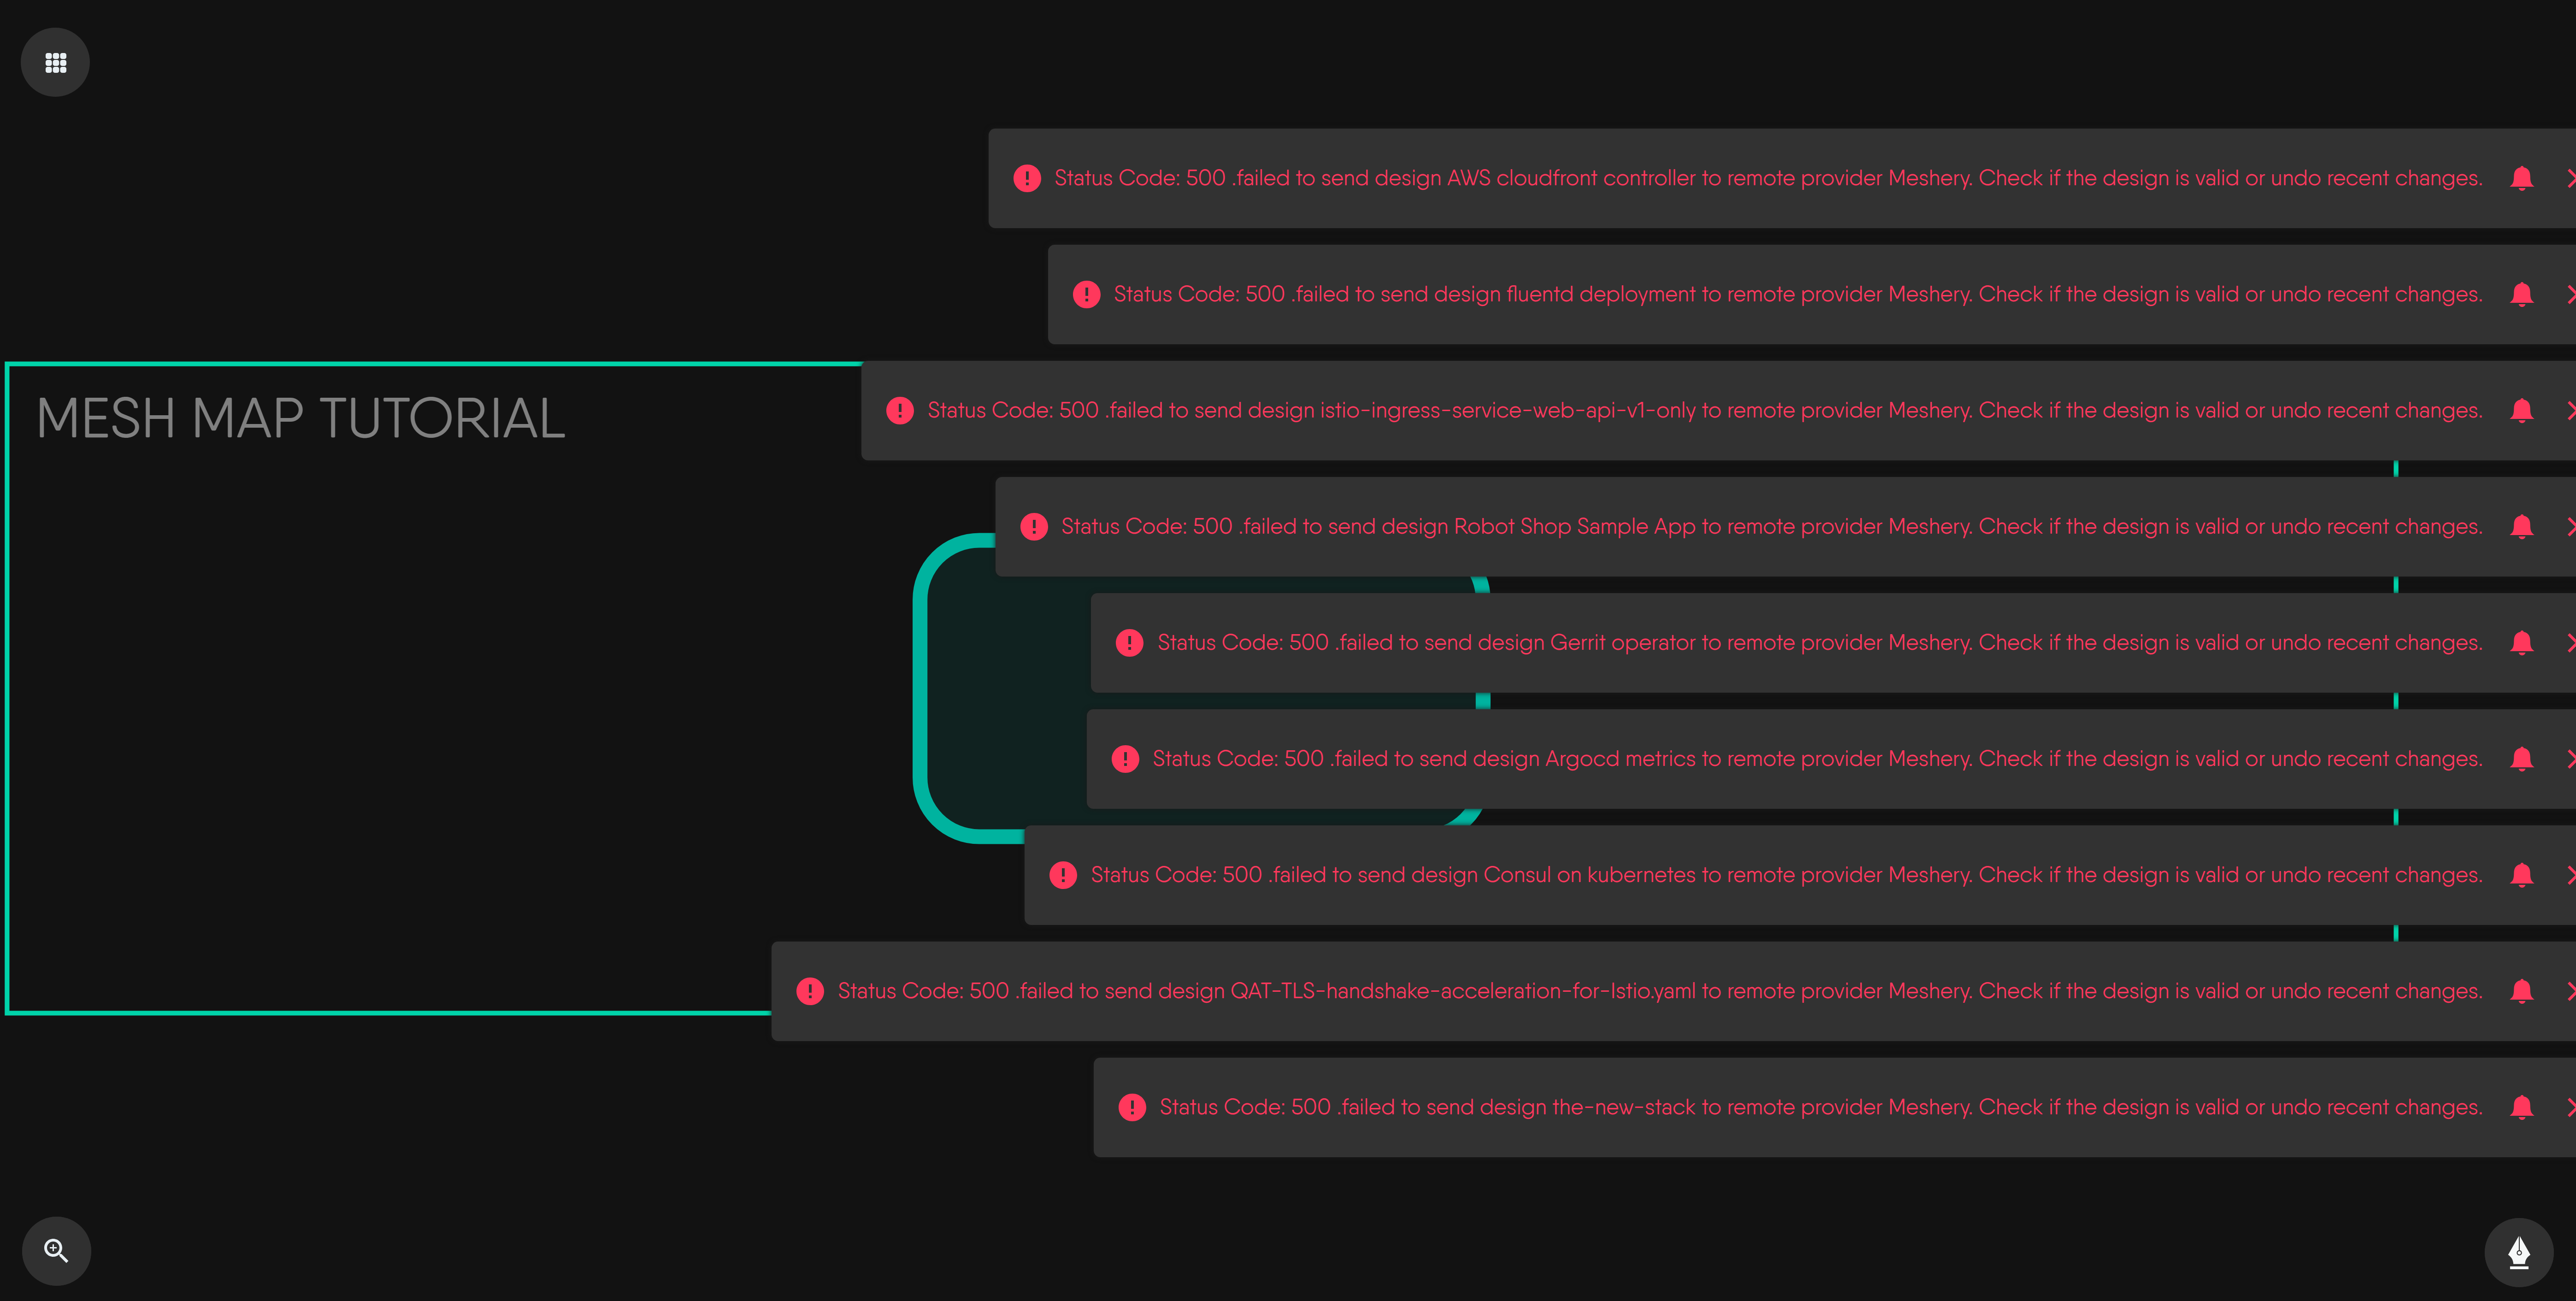 Status Code: 500 .failed to send design AWS cloudfront controller to remote provider Meshery. Check if the design is valid or undo recent changes.
Status Code: 500 .failed to send design fluentd deployment to remote provider Meshery. Check if the design is valid or undo recent changes.
MESH MAP TUTORIAL
Status Code: 500 .failed to send design istio-ingress-service-web-api-v1-only to remote provider Meshery. Check if the design is valid or undo recent changes.
Status Code: 500 .failed to send design Robot Shop Sample App to remote provider Meshery. Check if the design is valid or undo recent changes.
Status Code: 500 .failed to send design Gerrit operator to remote provider Meshery. Check if the design is valid or undo recent changes.
Status Code: 500 .failed to send design Argocd metrics to remote provider Meshery. Check if the design is valid or undo recent changes.
Status Code: 500 .failed to send design Consul on kubernetes to remote provider Meshery. Check if the design is valid or undo recent changes.
Status Code: 500 .failed to send design QAT-TLS-handshake-acceleration-for-Istio.yaml to remote provider Meshery. Check if the design is valid or undo recent changes.
Status Code: 500 .failed to send design the-new-stack to remote provider Meshery. Check if the design is valid or undo recent changes.